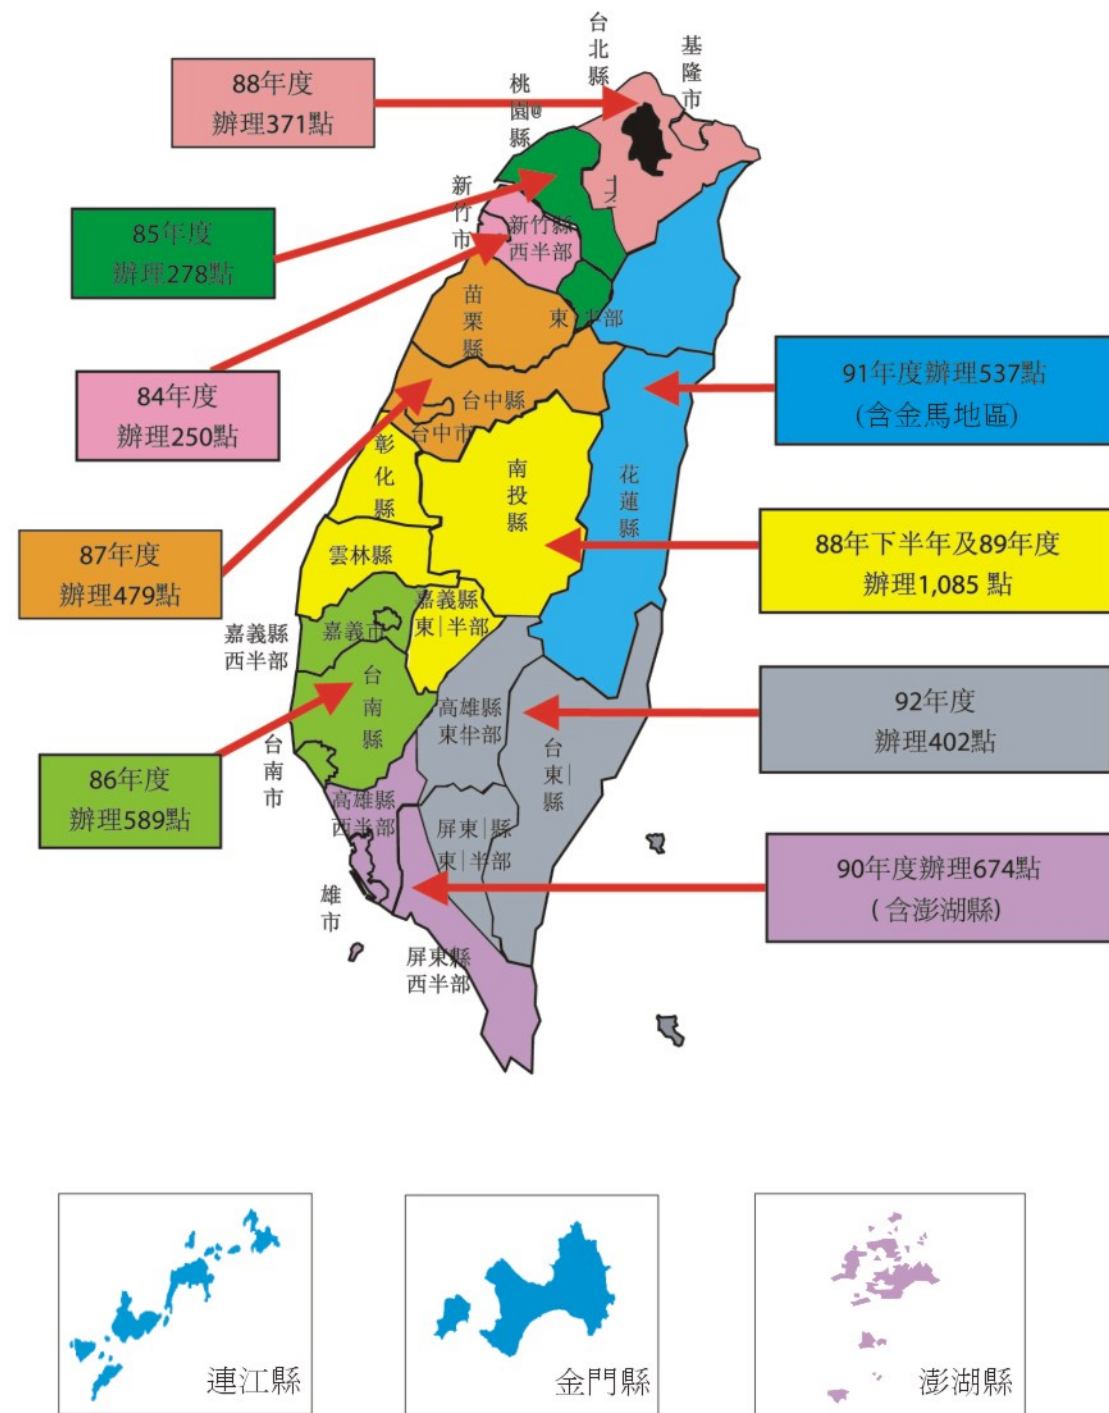 台北縣
基隆市
桃園@縣
88年度
辦理371點
新竹市
新竹縣
西半部
85年度
辦理278點
苗栗縣
東 半部
84年度
辦理250點
91年度辦理537點
(含金馬地區)
台中縣
台中市
彰化縣
南投縣
花蓮縣
87年度
辦理479點
88年下半年及89年度
辦理1,085 點
雲林縣
嘉義縣
東|半部
嘉義市
嘉義縣
西半部
台南縣
高雄縣
東半部
92年度
辦理402點
台東|縣
台南市
86年度
辦理589點
高雄縣
西半部
屏東|縣
東|半部
90年度辦理674點
(含澎湖縣)
雄市
屏東縣
西半部
連江縣
金門縣
澎湖縣